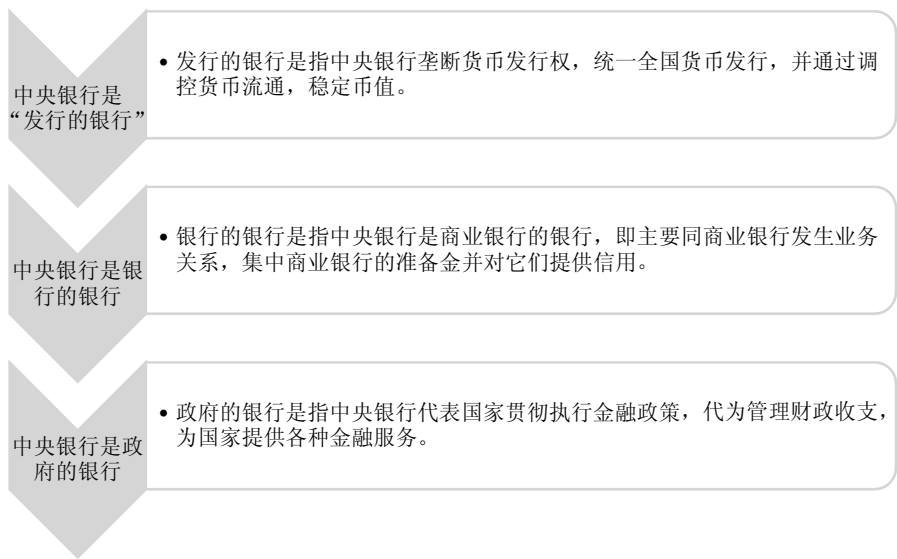 中央银行是
“发行的银行”
• 发行的银行是指中央银行垄断货币发行权，统一全国货币发行，并通过调
控货币流通，稳定币值。
中央银行是银
行的银行
• 银行的银行是指中央银行是商业银行的银行，即主要同商业银行发生业务
关系，集中商业银行的准备金并对它们提供信用。
中央银行是政
府的银行
• 政府的银行是指中央银行代表国家贯彻执行金融政策，代为管理财政收支，
为国家提供各种金融服务。